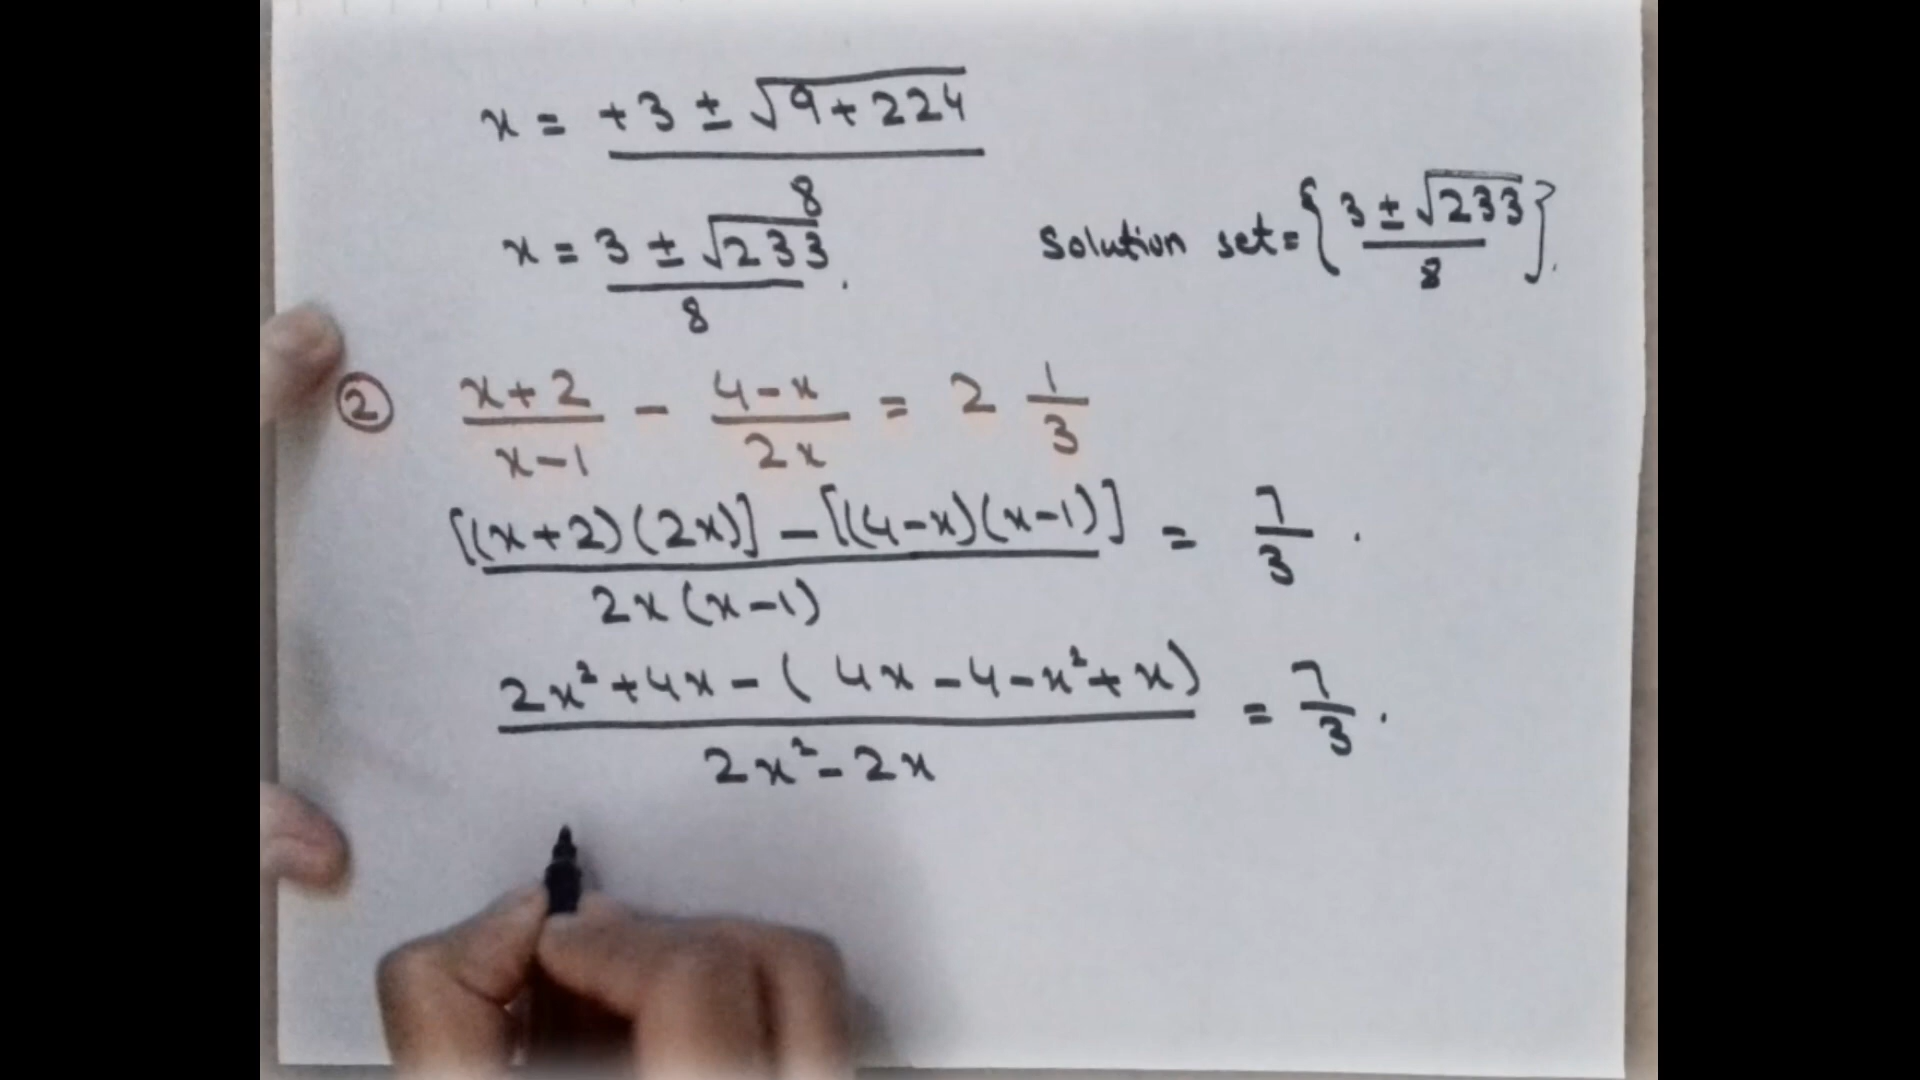 x = +3 ± √9+224 / 8
x = 3 ± √233 / 8 .
Solution set = { 3 ± √233 / 8 }.
② x+2 / x-1 - 4-x / 2x = 2 1/3
[(x+2)(2x)] - [(4-x)(x-1)] / 2x(x-1) = 7/3 .
2x²+4x-(4x-4-x²+x) / 2x²-2x = 7/3 .